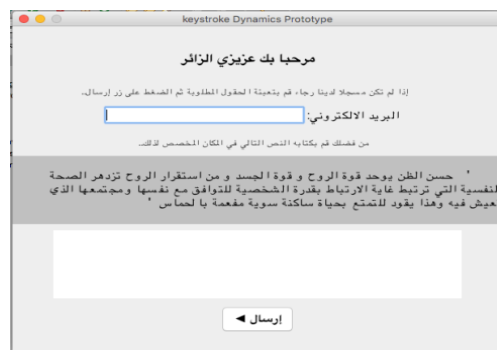 keystroke Dynamics Prototype
مرحبا بك عزيزي الزائر
إذا لم تكن مسجلا لدينا رجاء قم بتعبئة الحقول المطلوبة ثم الضغط على زر إرسال..
البريد الالكتروني:
من فضلك قم بكتابه النص التالي في المكان المخصص لذلك..
' حسن الظن يوحد قوة الروح و قوة الجسد و من استقرار الروح تزدهر الصحة
النفسية التي ترتبط غاية الارتباط بقدرة الشخصية للتوافق مع نفسها ومجتمعها الذي
تعيش فيه وهذا يقود للتمتع بحياة ساكنة سوية مفعمة بالحماس '
إرسال ◄